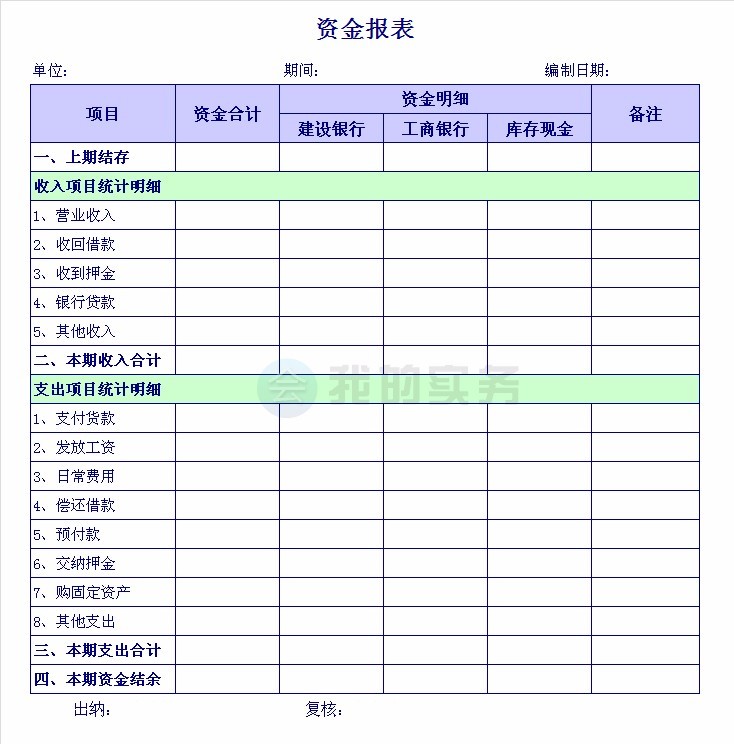 资金报表
单位: 期间: 编制日期:
项目 资金合计 资金明细 备注
建设银行 工商银行 库存现金
一、上期结存
收入项目统计明细
1、营业收入
2、收回借款
3、收到押金
4、银行贷款
5、其他收入
二、本期收入合计
会 我的实务
支出项目统计明细
1、支付货款
2、发放工资
3、日常费用
4、偿还借款
5、预付款
6、交纳押金
7、购固定资产
8、其他支出
三、本期支出合计
四、本期资金结余
出纳: 复核: